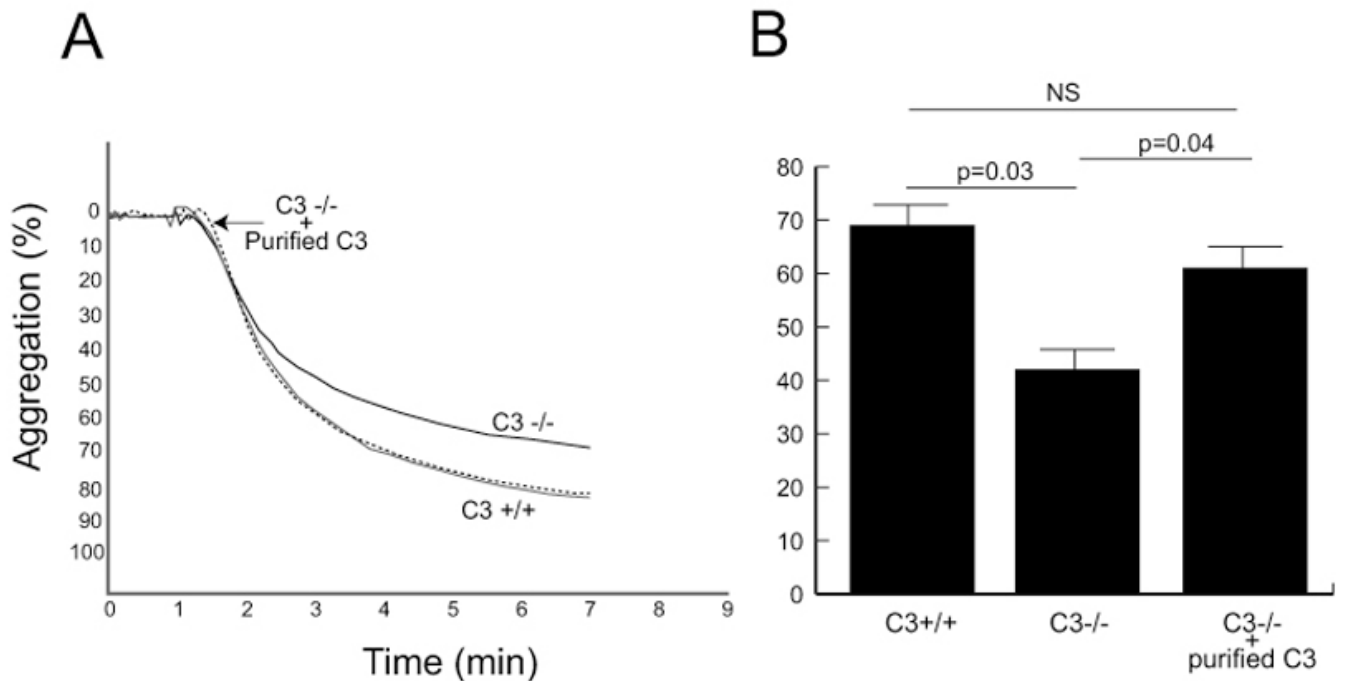 A
Aggregation (%)
0
10
20
30
40
50
60
70
80
90
100
C3 -/-
+
Purified C3
C3 -/-
C3 +/+
0 1 2 3 4 5 6 7 8 9
Time (min)
B
NS
p=0.03
p=0.04
80
70
60
50
40
30
20
10
0
C3+/+ C3-/- C3-/-
+
purified C3